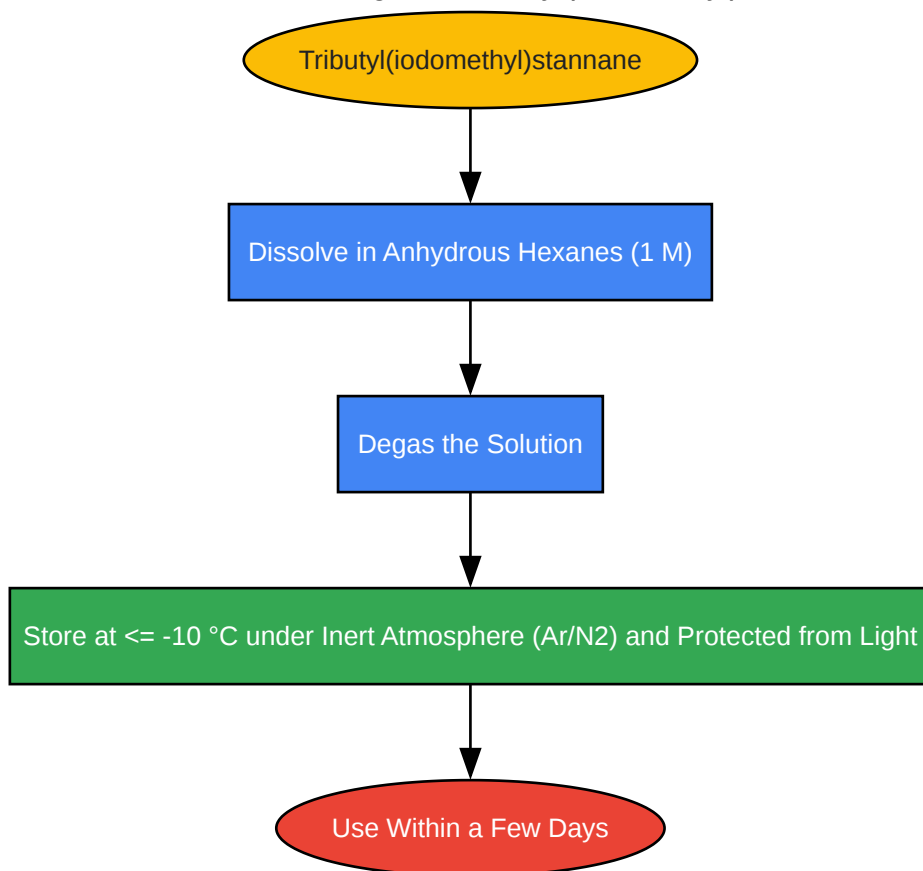 Tributyl(iodomethyl)stannane
Dissolve in Anhydrous Hexanes (1 M)
Degas the Solution
Store at <= -10 °C under Inert Atmosphere (Ar/N2) and Protected from Light
Use Within a Few Days